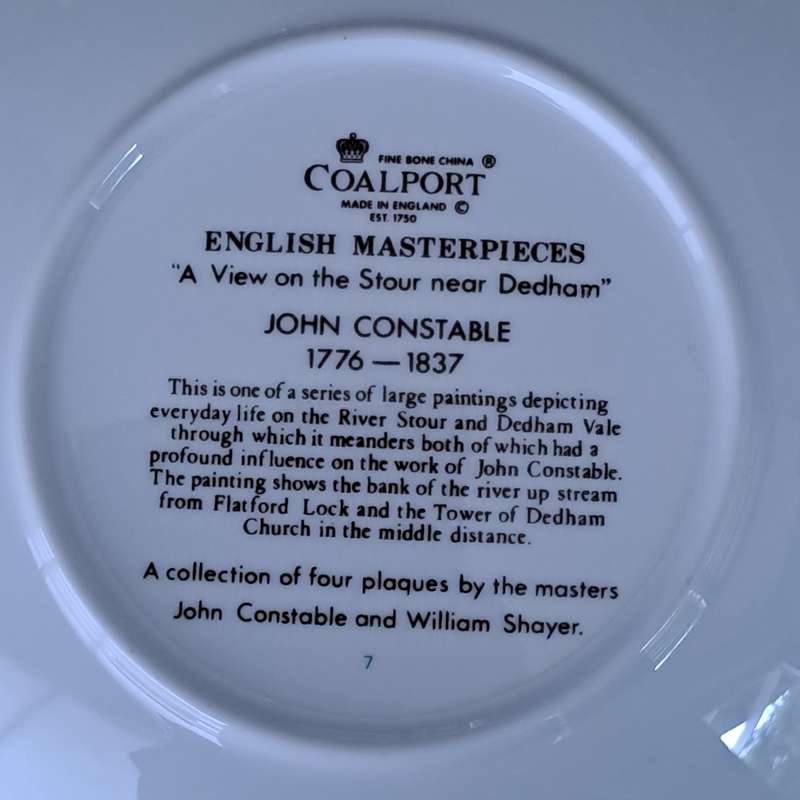 FINE BONE CHINA ®
COALPORT
MADE IN ENGLAND ©
EST. 1750
ENGLISH MASTERPIECES
"A View on the Stour near Dedham"
JOHN CONSTABLE
1776 — 1837
This is one of a series of large paintings depicting
everyday life on the River Stour and Dedham Vale
through which it meanders both of which had a
profound influence on the work of John Constable.
The painting shows the bank of the river up stream
from Flatford Lock and the Tower of Dedham
Church in the middle distance.
A collection of four plaques by the masters
John Constable and William Shayer.
7